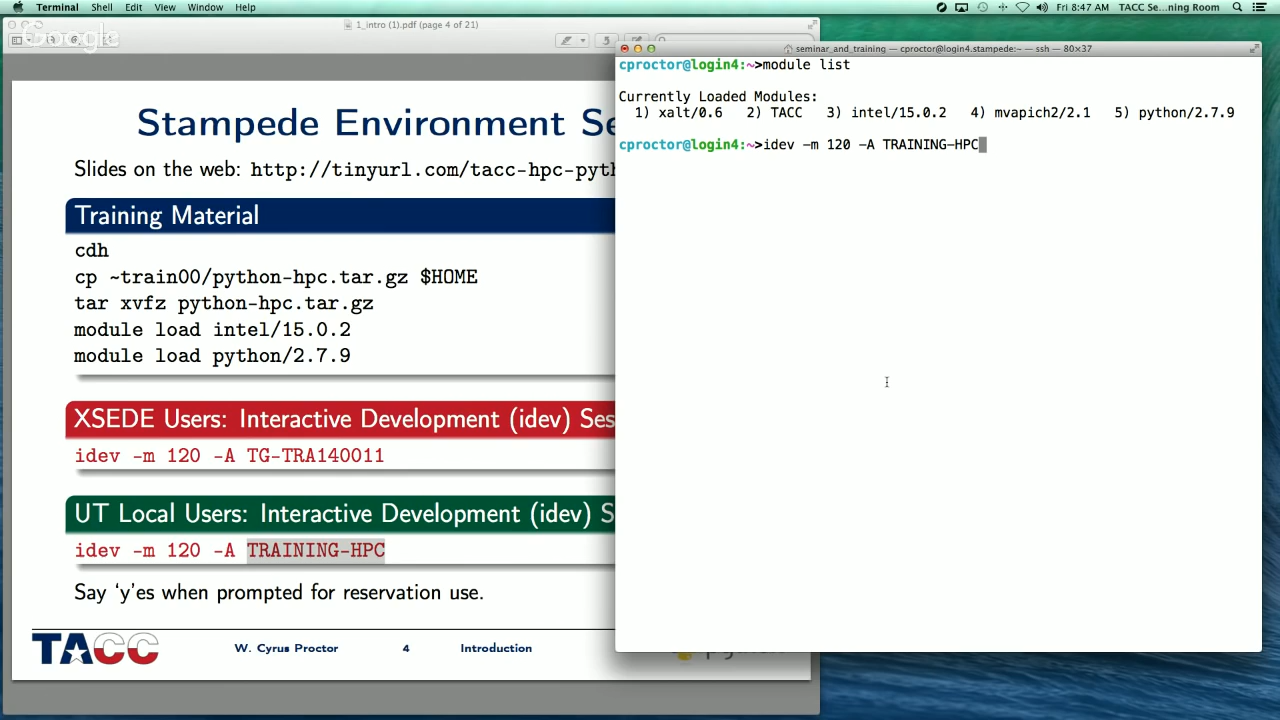 Terminal Shell Edit View Window Help
Fri 8:47 AM TACC Se...ning Room
Google
1_intro (1).pdf (page 4 of 21)
Stampede Environment Se
Slides on the web: http://tinyurl.com/tacc-hpc-pyth
Training Material
cdh
cp ~train00/python-hpc.tar.gz $HOME
tar xvfz python-hpc.tar.gz
module load intel/15.0.2
module load python/2.7.9
XSEDE Users: Interactive Development (idev) Ses
idev -m 120 -A TG-TRA140011
UT Local Users: Interactive Development (idev) S
idev -m 120 -A TRAINING-HPC
Say ‘y’es when prompted for reservation use.
TACC
W. Cyrus Proctor 4 Introduction
seminar_and_training — cproctor@login4.stampede:~ — ssh — 80×37
cproctor@login4:~>module list
Currently Loaded Modules:
1) xalt/0.6 2) TACC 3) intel/15.0.2 4) mvapich2/2.1 5) python/2.7.9
cproctor@login4:~>idev -m 120 -A TRAINING-HPC